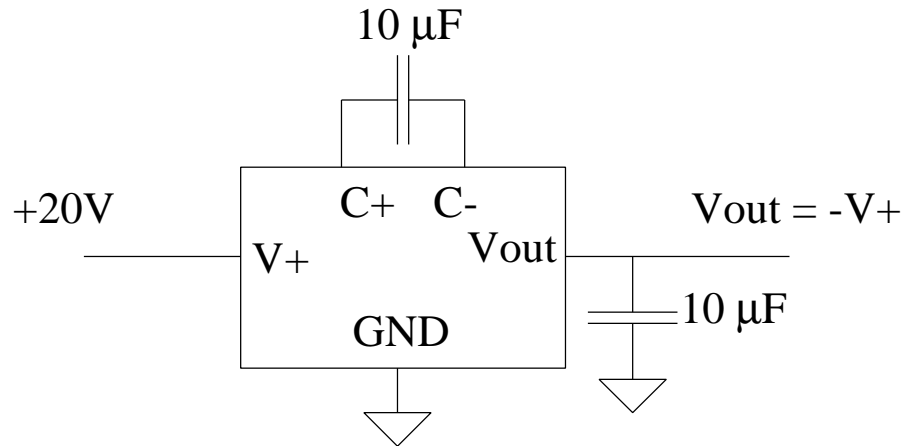 10 μF
+20V
C+ C-
Vout = -V+
V+
Vout
10 μF
GND